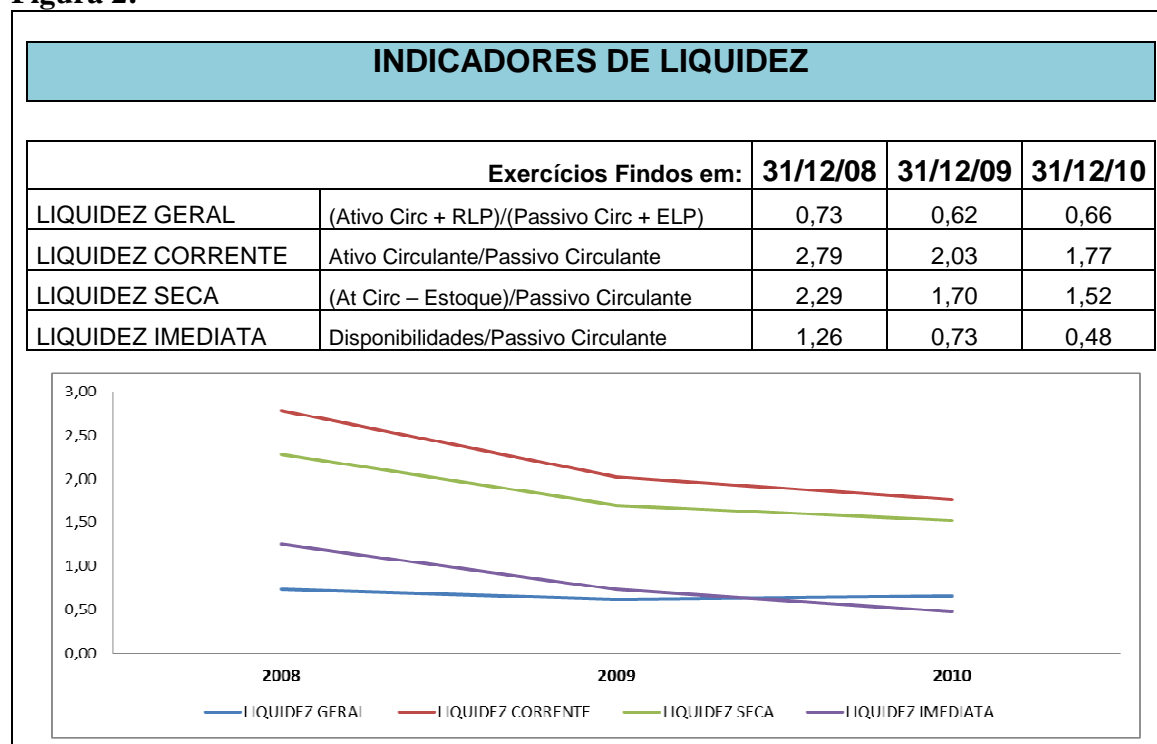 Figura 2:
INDICADORES DE LIQUIDEZ
Exercícios Findos em: 31/12/08 31/12/09 31/12/10
LIQUIDEZ GERAL (Ativo Circ + RLP)/(Passivo Circ + ELP) 0,73 0,62 0,66
LIQUIDEZ CORRENTE Ativo Circulante/Passivo Circulante 2,79 2,03 1,77
LIQUIDEZ SECA (At Circ – Estoque)/Passivo Circulante 2,29 1,70 1,52
LIQUIDEZ IMEDIATA Disponibilidades/Passivo Circulante 1,26 0,73 0,48
3,00
2,50
2,00
1,50
1,00
0,50
0,00
2008 2009 2010
LIQUIDEZ GERAL LIQUIDEZ CORRENTE LIQUIDEZ SECA LIQUIDEZ IMEDIATA